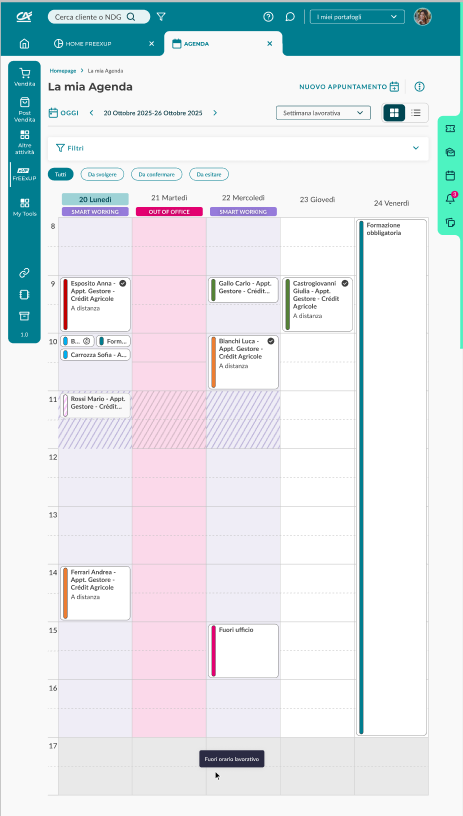 CA
Cerca cliente o NDG
I miei portafogli
HOME FREEXUP
AGENDA
Vendita
Post
Vendita
Altre
attività
FrEExUP
My Tools
1.0
Homepage > La mia Agenda
La mia Agenda
NUOVO APPUNTAMENTO
OGGI
20 Ottobre 2025-26 Ottobre 2025
Settimana lavorativa
Filtri
Tutti
Da svolgere
Da confermare
Da esitare
20 Lunedì
21 Martedì
22 Mercoledì
23 Giovedì
24 Venerdì
SMART WORKING
OUT OF OFFICE
SMART WORKING
8
Formazione
obbligatoria
9
Esposito Anna -
Appt. Gestore -
Crédit Agricole
A distanza
Gallo Carlo - Appt.
Gestore - Crédit...
Castrogiovanni
Giulia - Appt.
Gestore - Crédit
Agricole
A distanza
10
B...
Form...
Carrozza Sofia - A...
Bianchi Luca -
Appt. Gestore -
Crédit Agricole
A distanza
11
Rossi Mario - Appt.
Gestore - Crédit...
12
13
14
Ferrari Andrea -
Appt. Gestore -
Crédit Agricole
A distanza
15
Fuori ufficio
16
17
Fuori orario lavorativo